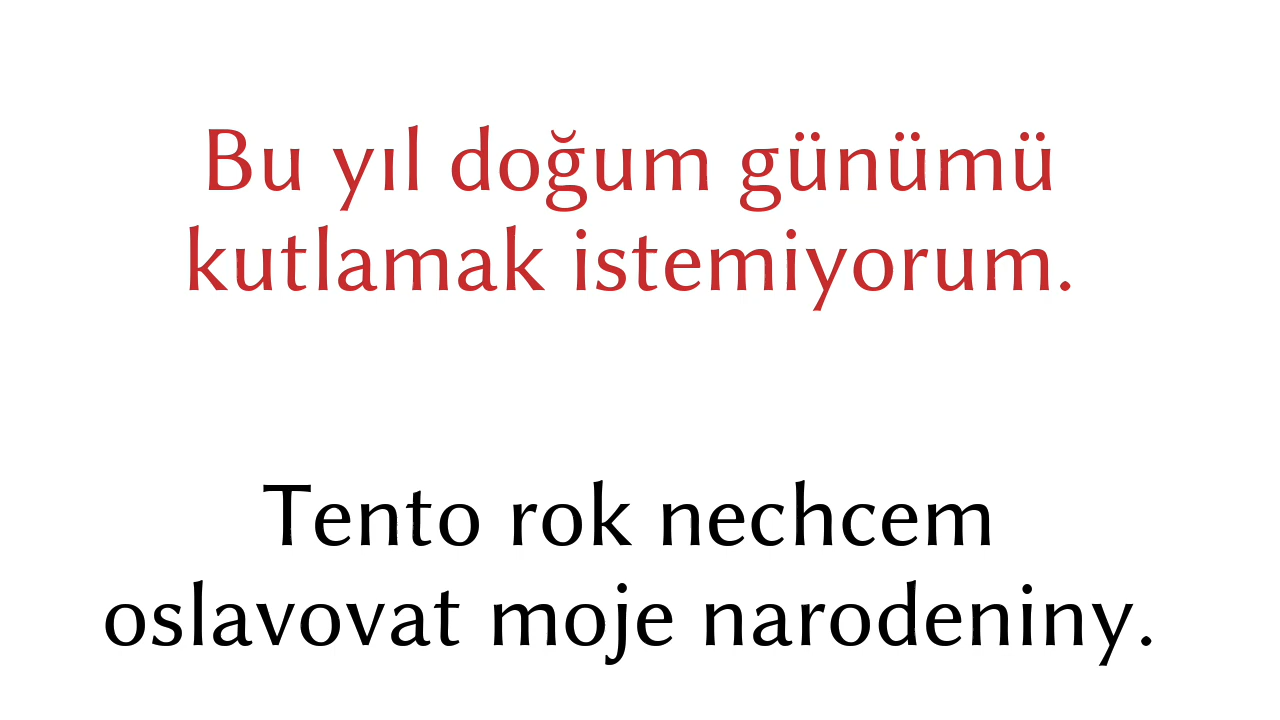 Bu yıl doğum günümü
kutlamak istemiyorum.
Tento rok nechcem
oslavovat moje narodeniny.